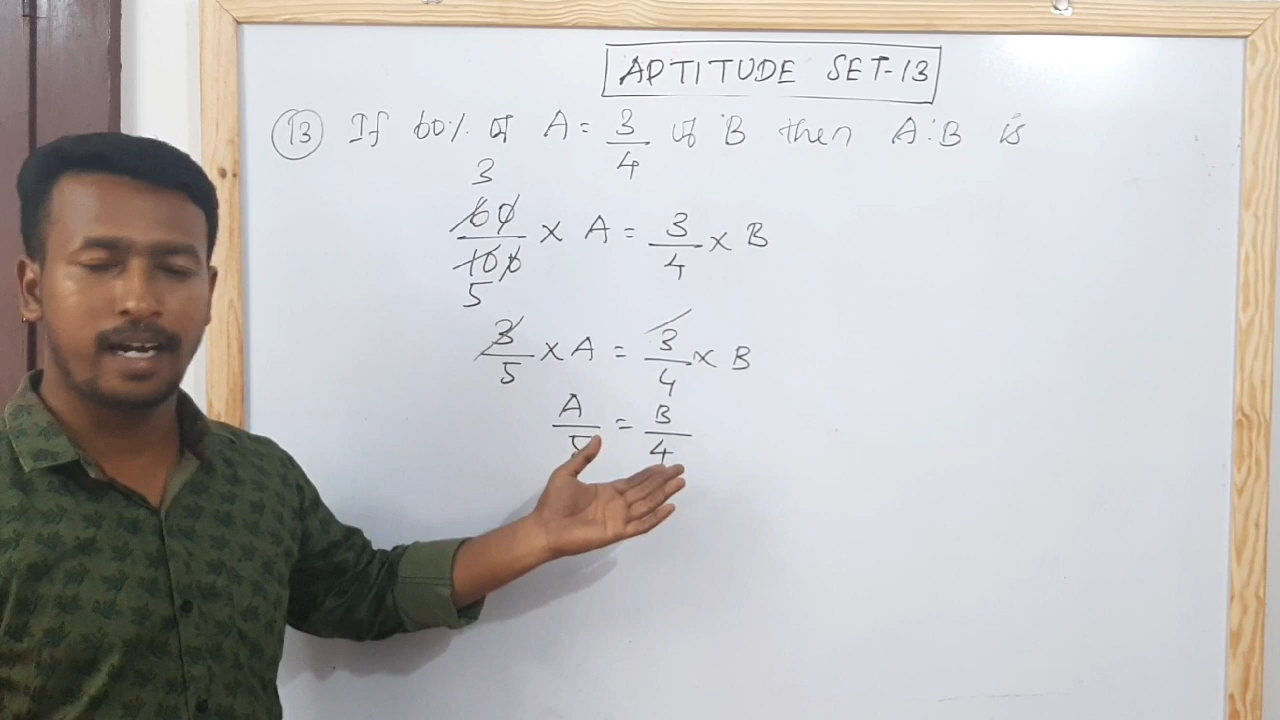 APTITUDE SET-13
(13) If 60% of A = 3/4 of B then A:B is
3
60/100 × A = 3/4 × B
5
3/5 × A = 3/4 × B
A/5 = B/4